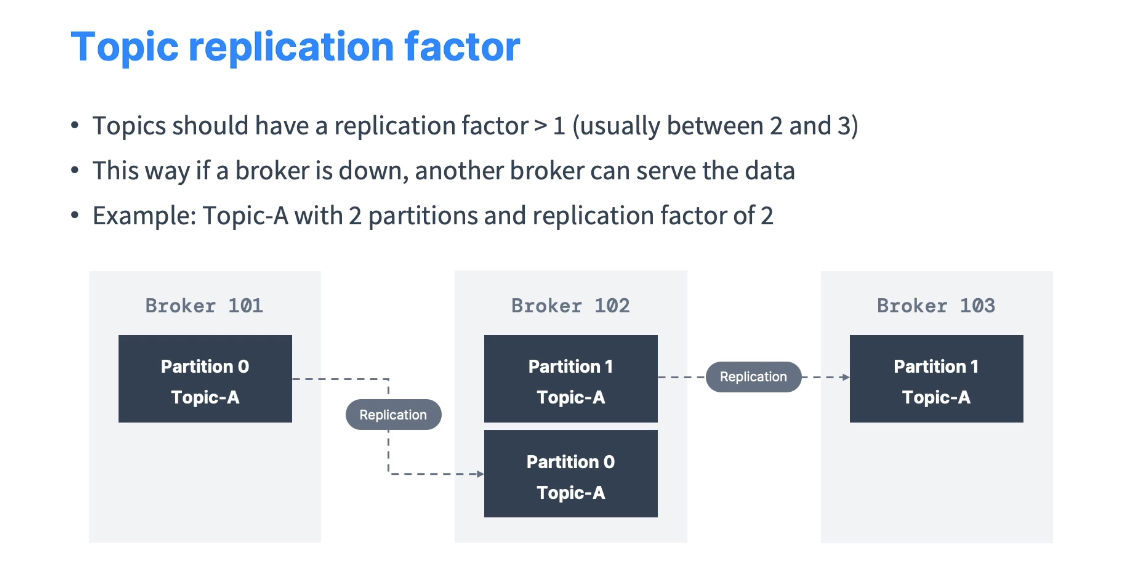 Topic replication factor
• Topics should have a replication factor > 1 (usually between 2 and 3)
• This way if a broker is down, another broker can serve the data
• Example: Topic-A with 2 partitions and replication factor of 2
Broker 101
Partition 0
Topic-A
Replication
Broker 102
Partition 1
Topic-A
Partition 0
Topic-A
Replication
Broker 103
Partition 1
Topic-A